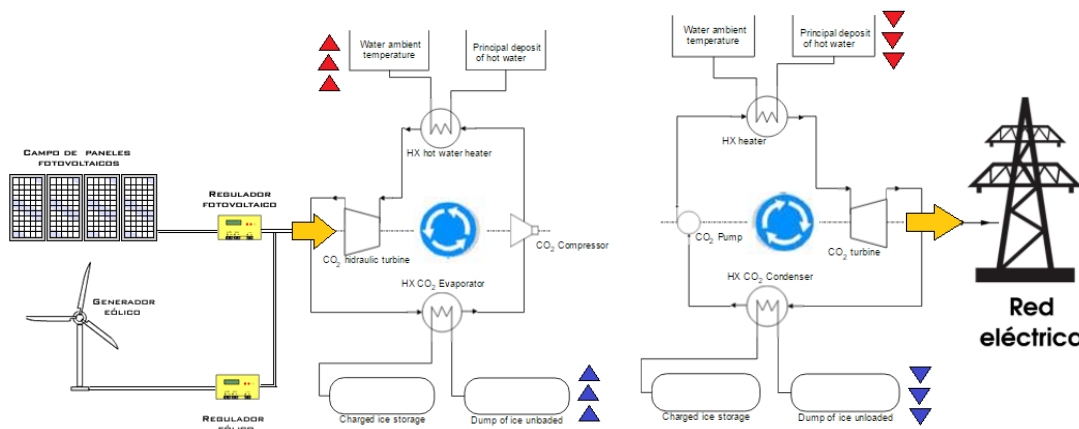 Water ambient
temperature
Principal deposit
of hot water
HX hot water heater
CAMPO DE PANELES
FOTOVOLTAICOS
REGULADOR
FOTOVOLTAICO
CO2 hidraulic turbine
CO2 Compressor
HX CO2 Evaporator
GENERADOR
EÓLICO
REGULADOR
EÓLICO
Charged ice storage
Dump of ice unloaded
Water ambient
temperature
Principal deposit
of hot water
HX heater
CO2 Pump
CO2 turbine
HX CO2 Condenser
Charged ice storage
Dump of ice unloaded
Red
eléctrica